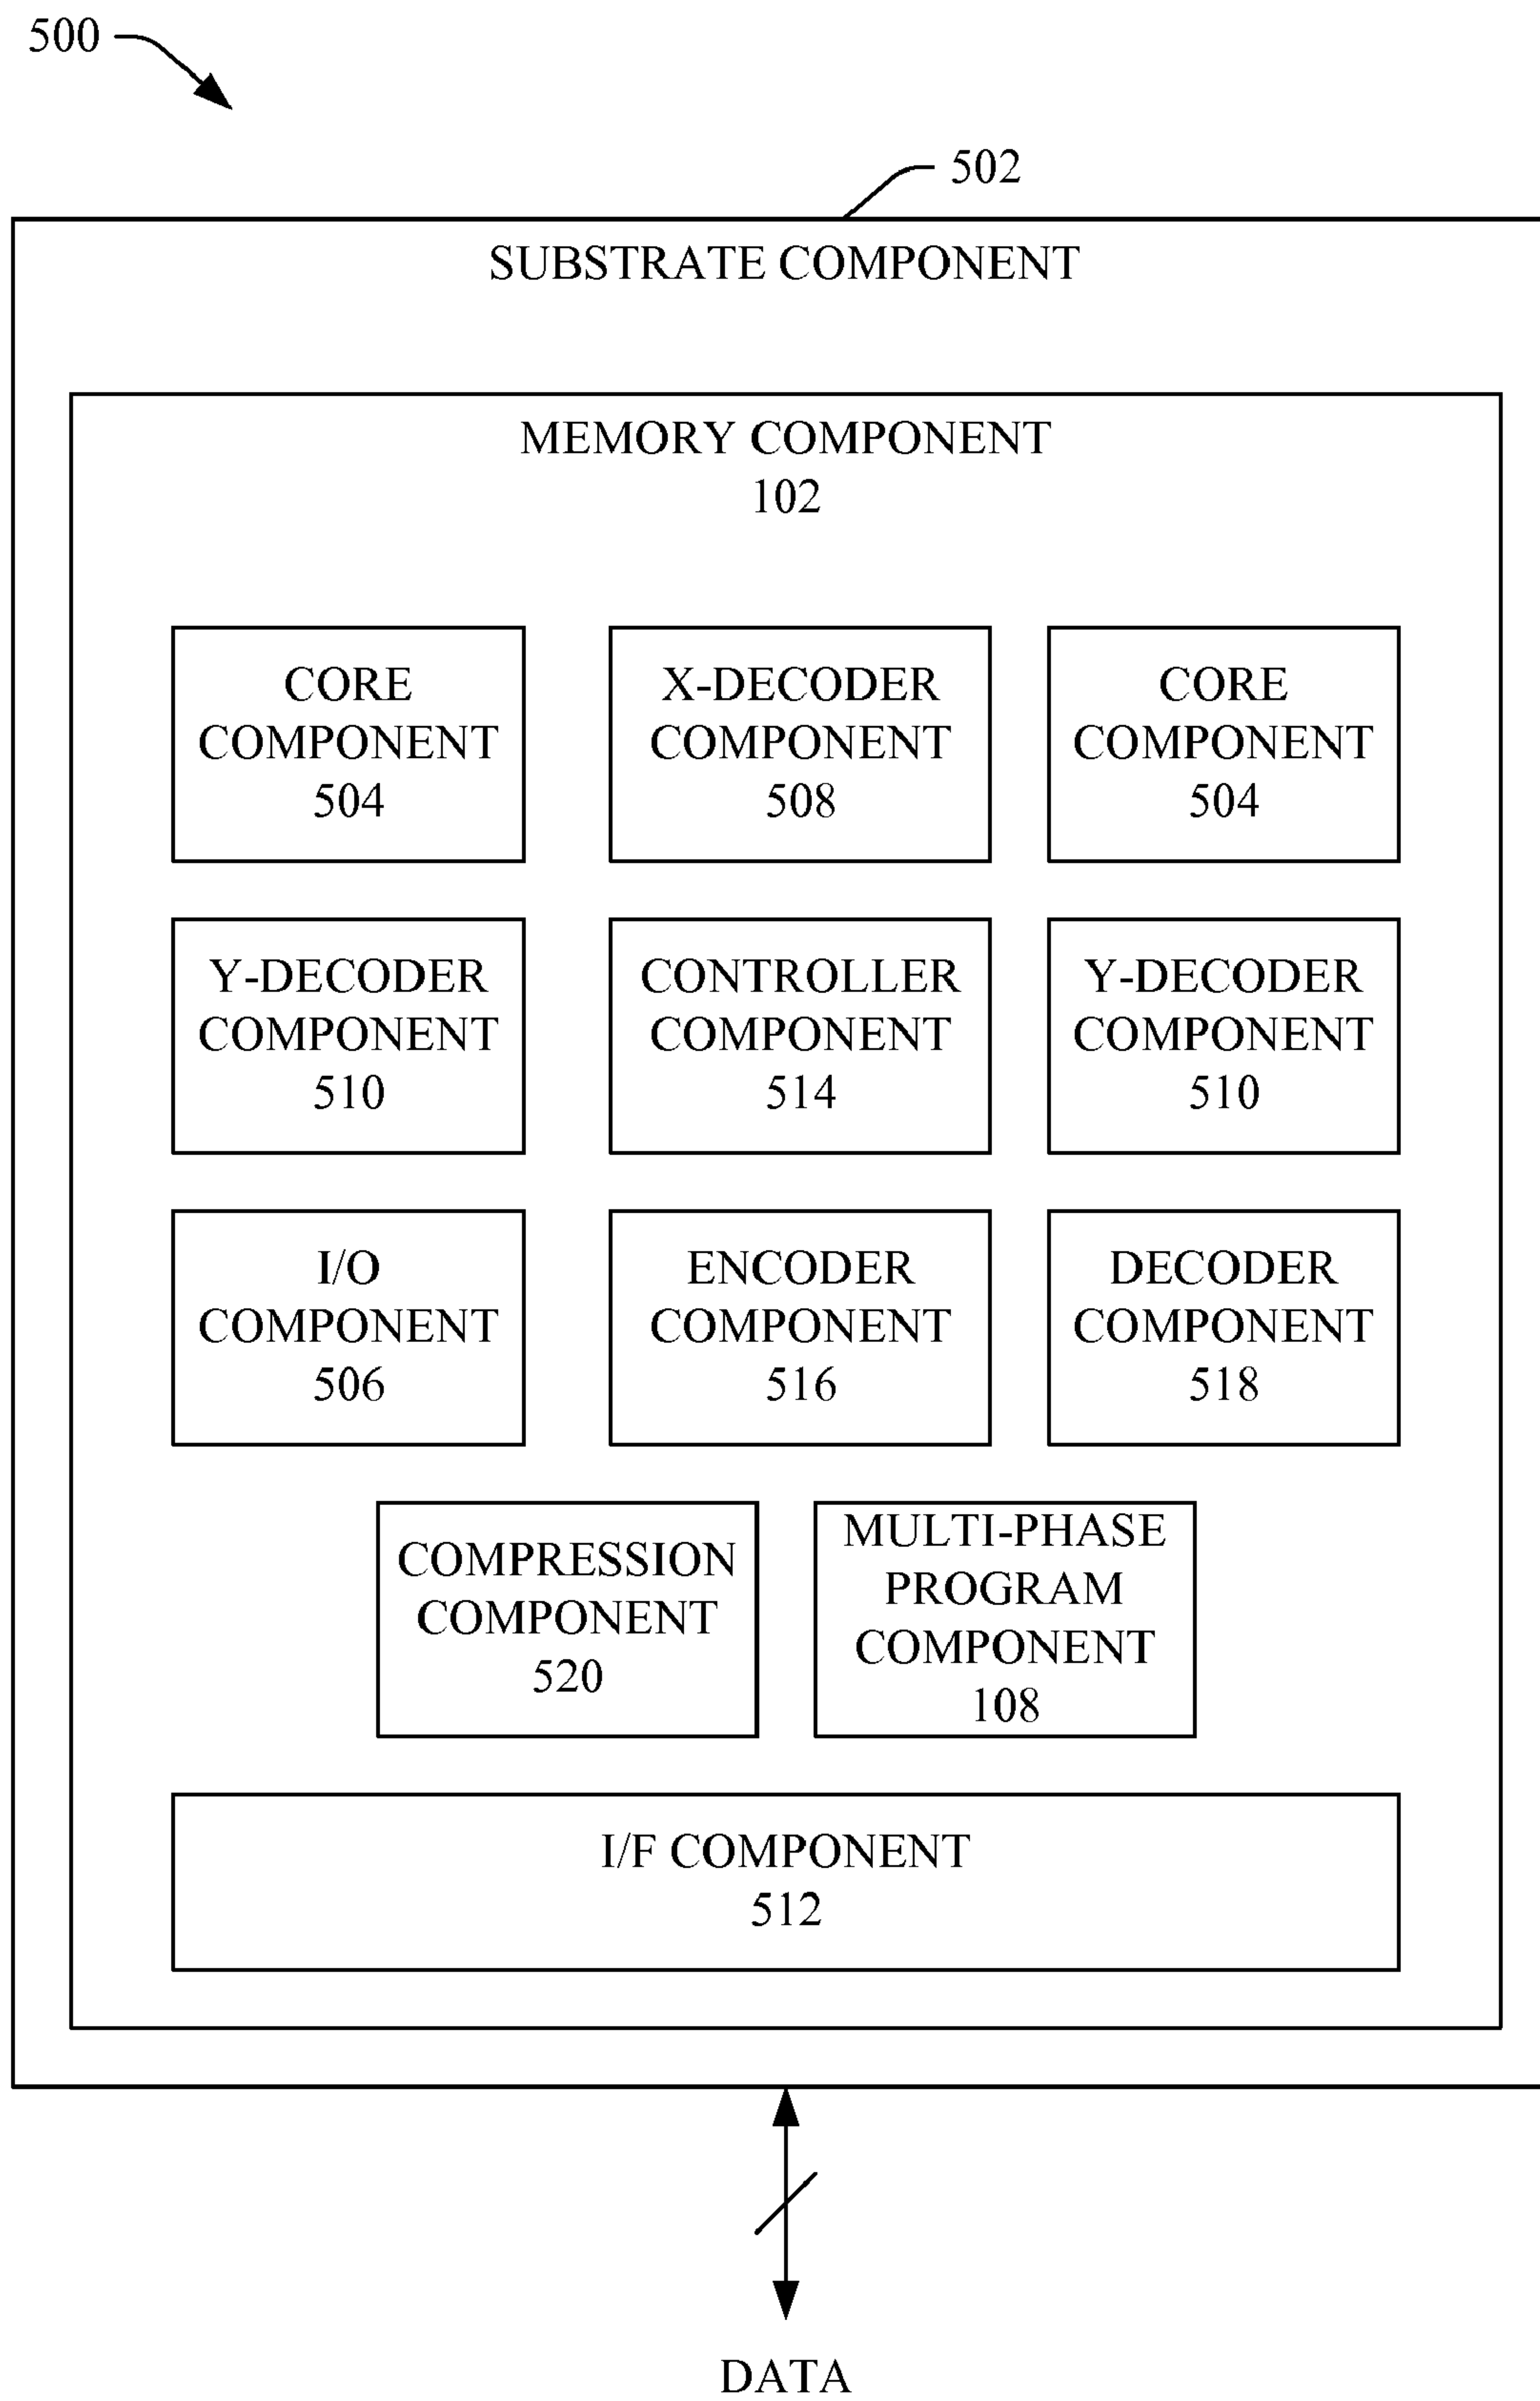 500
502
SUBSTRATE COMPONENT
MEMORY COMPONENT
102
CORE
COMPONENT
504
X-DECODER
COMPONENT
508
CORE
COMPONENT
504
Y-DECODER
COMPONENT
510
CONTROLLER
COMPONENT
514
Y-DECODER
COMPONENT
510
I/O
COMPONENT
506
ENCODER
COMPONENT
516
DECODER
COMPONENT
518
COMPRESSION
COMPONENT
520
MULTI-PHASE
PROGRAM
COMPONENT
108
I/F COMPONENT
512
DATA